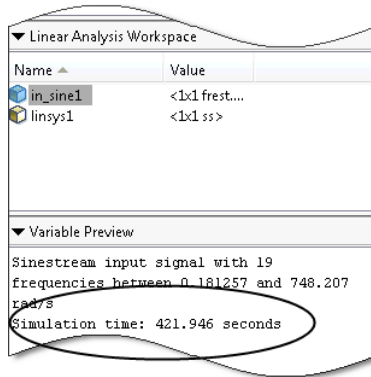 Linear Analysis Workspace
Name Value
in_sine1 <1x1 frest....
linsys1 <1x1 ss>
Variable Preview
Sinestream input signal with 19
frequencies between 0.181257 and 748.207
rad/s
Simulation time: 421.946 seconds